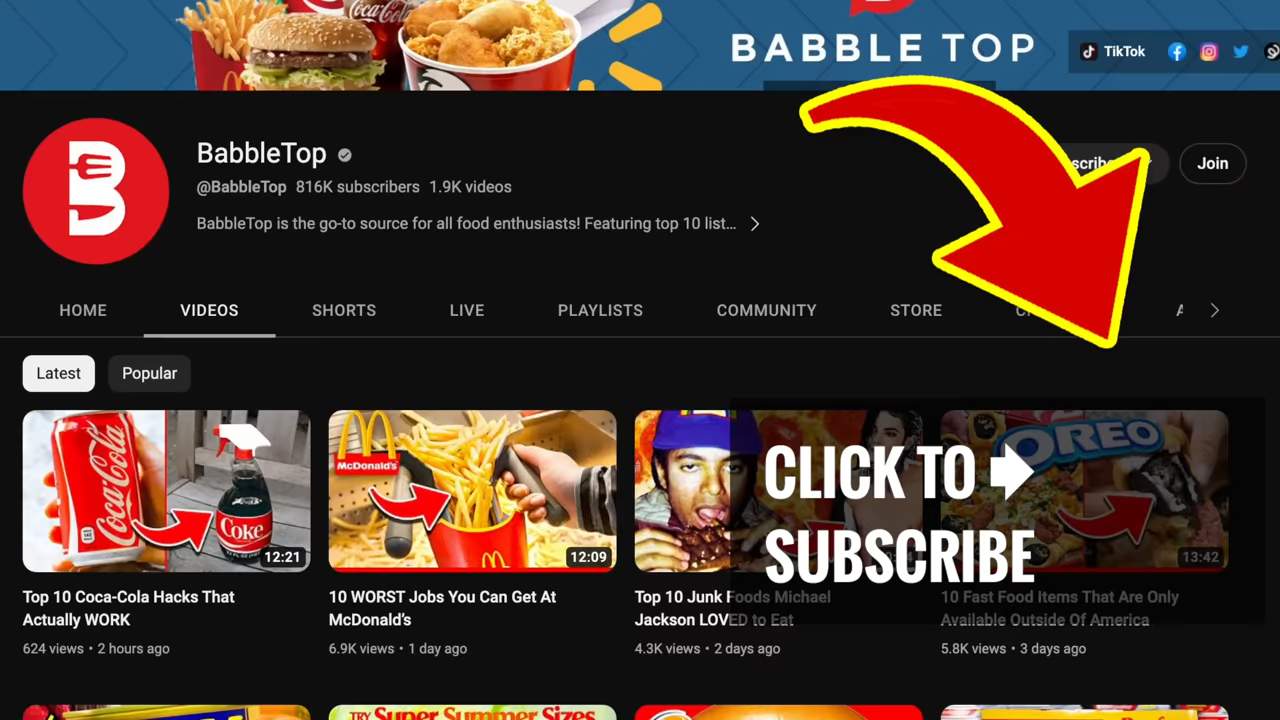 Coca-Cola
BABBLE TOP
TikTok
BabbleTop
@BabbleTop 816K subscribers 1.9K videos
Join
BabbleTop is the go-to source for all food enthusiasts! Featuring top 10 list...
HOME VIDEOS SHORTS LIVE PLAYLISTS COMMUNITY STORE
Latest Popular
Coca-Cola
Coke
12:21
McDonald's
12:09
OREO
13:42
CLICK TO
SUBSCRIBE
Top 10 Coca-Cola Hacks That
Actually WORK
624 views • 2 hours ago
10 WORST Jobs You Can Get At
McDonald's
6.9K views • 1 day ago
Top 10 Junk Foods Michael
Jackson LOVED to Eat
4.3K views • 2 days ago
10 Fast Food Items That Are Only
Available Outside Of America
5.8K views • 3 days ago
TRY Super Summer Sizes